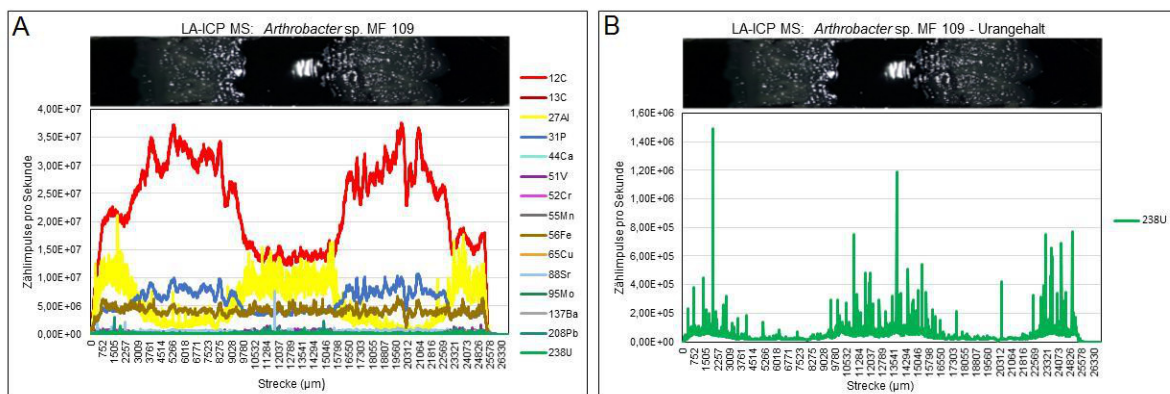 A
LA-ICP MS: Arthrobacter sp. MF 109
4,00E+07
3,50E+07
3,00E+07
2,50E+07
2,00E+07
1,50E+07
1,00E+07
5,00E+06
0,00E+00
Zählimpulse pro Sekunde
0 752 1505 2257 3009 3761 4514 5266 6018 6771 7523 8275 9028 9780 10532 11284 12037 12789 13541 14294 15046 15798 16550 17303 18055 18807 19560 20312 21064 21816 22569 23321 24073 24826 25578 26330
Strecke (µm)
12C
13C
27Al
31P
44Ca
51V
52Cr
55Mn
56Fe
65Cu
88Sr
95Mo
137Ba
208Pb
238U
B
LA-ICP MS: Arthrobacter sp. MF 109 - Urangehalt
1,60E+06
1,40E+06
1,20E+06
1,00E+06
8,00E+05
6,00E+05
4,00E+05
2,00E+05
0,00E+00
Zählimpulse pro Sekunde
0 752 1505 2257 3009 3761 4514 5266 6018 6771 7523 8275 9028 9780 10532 11284 12037 12789 13541 14294 15046 15798 16550 17303 18055 18807 19560 20312 21064 21816 22569 23321 24073 24826 25578 26330
Strecke (µm)
238U